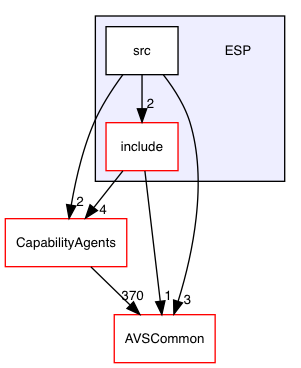 src
ESP
2
include
2
4
CapabilityAgents
370
1
3
AVSCommon